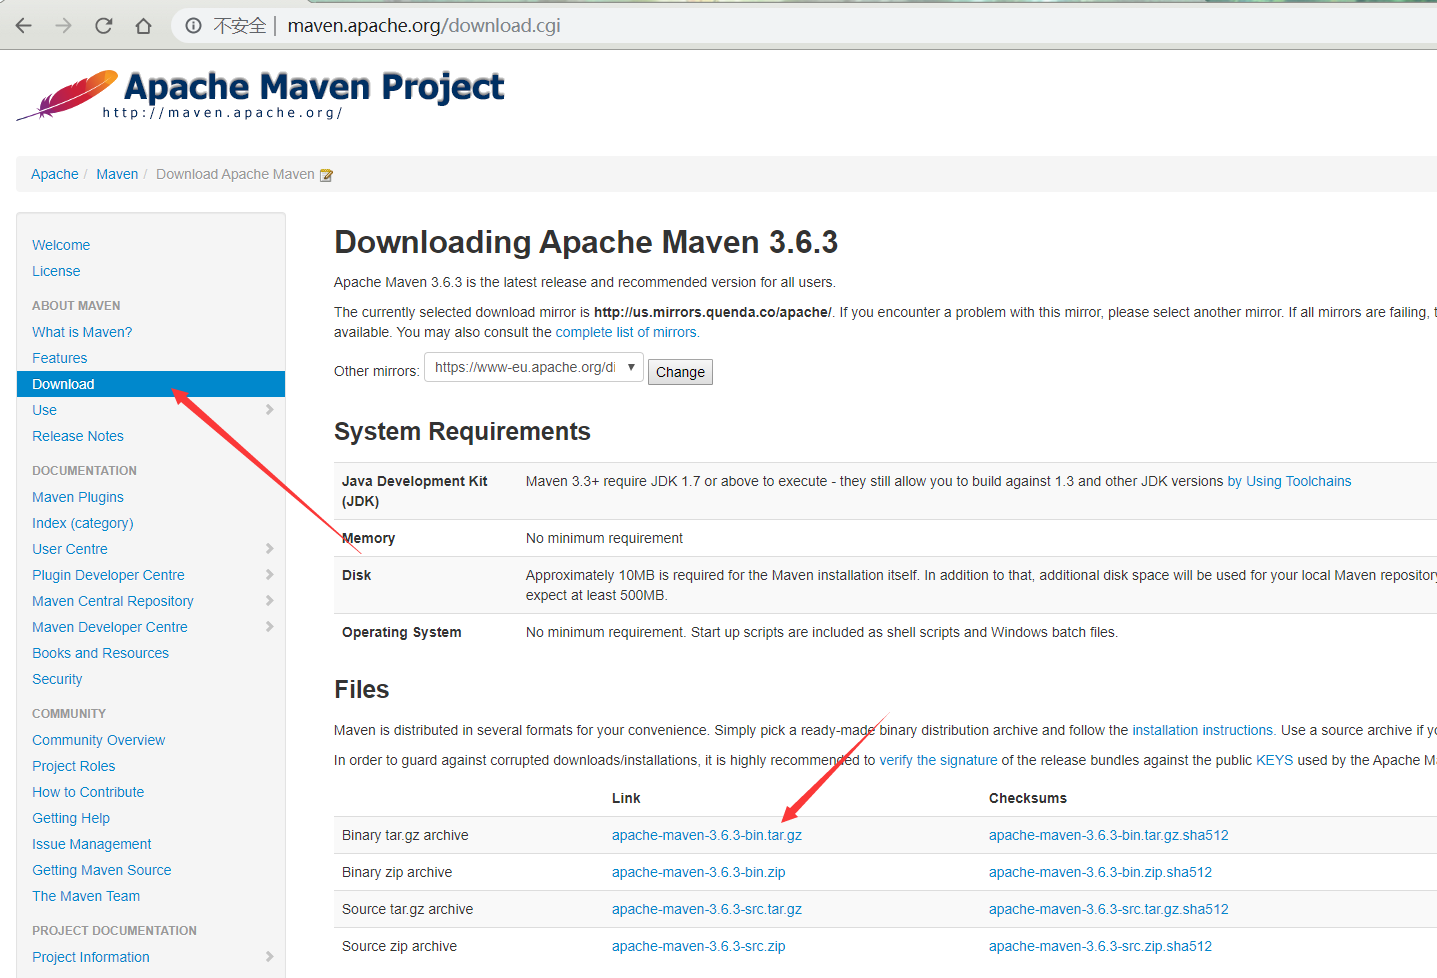 不安全 | maven.apache.org/download.cgi
Apache Maven Project
http://maven.apache.org/
Apache / Maven / Download Apache Maven
Welcome
License
ABOUT MAVEN
What is Maven?
Features
Download
Use
Release Notes
DOCUMENTATION
Maven Plugins
Index (category)
User Centre
Plugin Developer Centre
Maven Central Repository
Maven Developer Centre
Books and Resources
Security
COMMUNITY
Community Overview
Project Roles
How to Contribute
Getting Help
Issue Management
Getting Maven Source
The Maven Team
PROJECT DOCUMENTATION
Project Information
Downloading Apache Maven 3.6.3
Apache Maven 3.6.3 is the latest release and recommended version for all users.
The currently selected download mirror is http://us.mirrors.quenda.co/apache/. If you encounter a problem with this mirror, please select another mirror. If all mirrors are failing, t
available. You may also consult the complete list of mirrors.
Other mirrors: https://www-eu.apache.org/di Change
System Requirements
Java Development Kit Maven 3.3+ require JDK 1.7 or above to execute - they still allow you to build against 1.3 and other JDK versions by Using Toolchains
(JDK)
Memory No minimum requirement
Disk Approximately 10MB is required for the Maven installation itself. In addition to that, additional disk space will be used for your local Maven repository
expect at least 500MB.
Operating System No minimum requirement. Start up scripts are included as shell scripts and Windows batch files.
Files
Maven is distributed in several formats for your convenience. Simply pick a ready-made binary distribution archive and follow the installation instructions. Use a source archive if yo
In order to guard against corrupted downloads/installations, it is highly recommended to verify the signature of the release bundles against the public KEYS used by the Apache M
Link Checksums
Binary tar.gz archive apache-maven-3.6.3-bin.tar.gz apache-maven-3.6.3-bin.tar.gz.sha512
Binary zip archive apache-maven-3.6.3-bin.zip apache-maven-3.6.3-bin.zip.sha512
Source tar.gz archive apache-maven-3.6.3-src.tar.gz apache-maven-3.6.3-src.tar.gz.sha512
Source zip archive apache-maven-3.6.3-src.zip apache-maven-3.6.3-src.zip.sha512